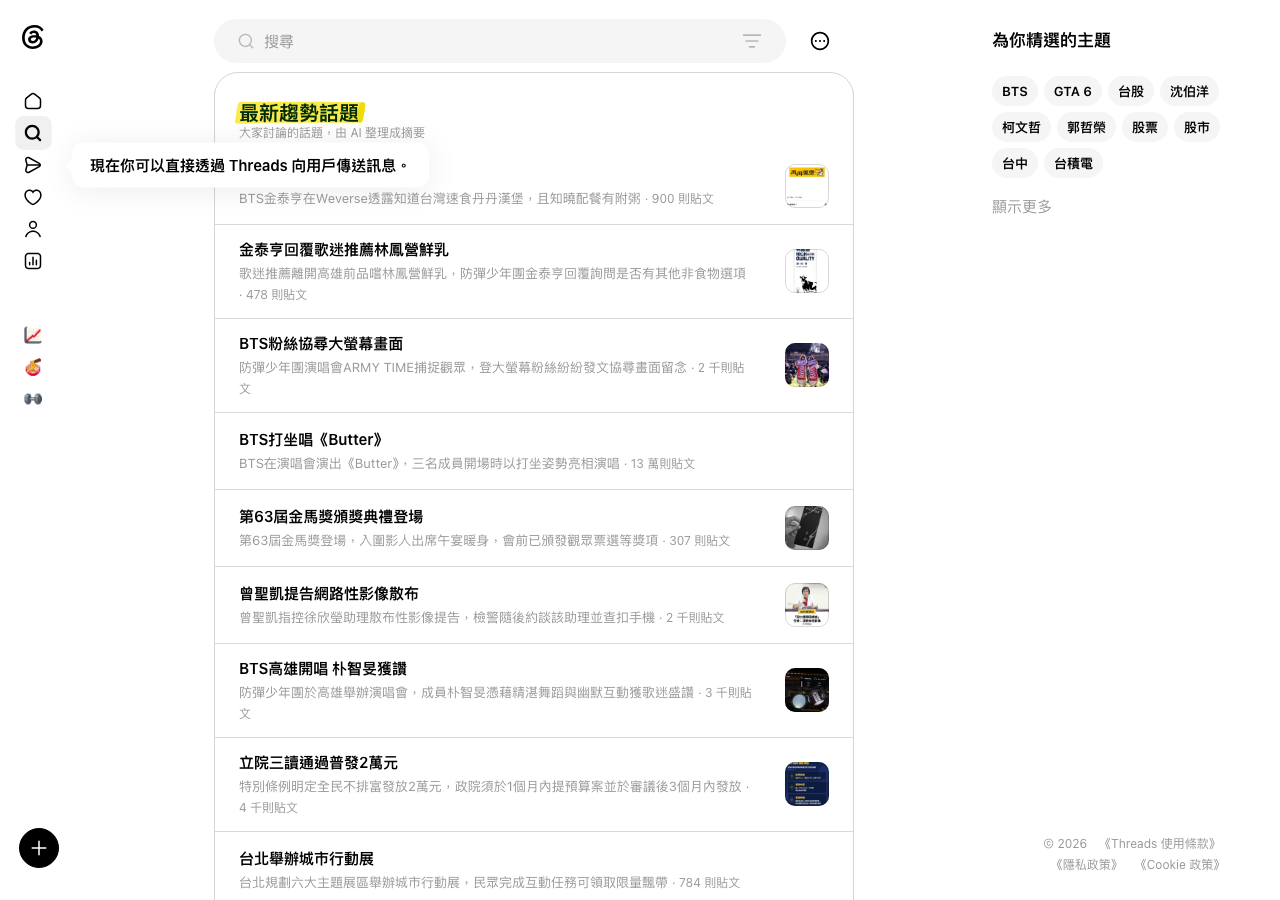 搜尋
最新趨勢話題
大家討論的話題，由 AI 整理成摘要
現在你可以直接透過 Threads 向用戶傳送訊息。
BTS金泰亨在Weverse透露知道台灣速食丹丹漢堡，且知曉配餐有附粥 · 900 則貼文
金泰亨回覆歌迷推薦林鳳營鮮乳
歌迷推薦離開高雄前品嚐林鳳營鮮乳，防彈少年團金泰亨回覆詢問是否有其他非食物選項
· 478 則貼文
BTS粉絲協尋大螢幕畫面
防彈少年團演唱會ARMY TIME捕捉觀眾，登大螢幕粉絲紛紛發文協尋畫面留念 · 2 千則貼
文
BTS打坐唱《Butter》
BTS在演唱會演出《Butter》，三名成員開場時以打坐姿勢亮相演唱 · 13 萬則貼文
第63屆金馬獎頒獎典禮登場
第63屆金馬獎登場，入圍影人出席午宴暖身，會前已頒發觀眾票選等獎項 · 307 則貼文
曾聖凱提告網路性影像散布
曾聖凱指控徐欣瑩助理散布性影像提告，檢警隨後約談該助理並查扣手機 · 2 千則貼文
BTS高雄開唱 朴智旻獲讚
防彈少年團於高雄舉辦演唱會，成員朴智旻憑藉精湛舞蹈與幽默互動獲歌迷盛讚 · 3 千則貼
文
立院三讀通過普發2萬元
特別條例明定全民不排富發放2萬元，政院須於1個月內提預算案並於審議後3個月內發放 ·
4 千則貼文
台北舉辦城市行動展
台北規劃六大主題展區舉辦城市行動展，民眾完成互動任務可領取限量飄帶 · 784 則貼文
為你精選的主題
BTS GTA 6 台股 沈伯洋
柯文哲 郭哲榮 股票 股市
台中 台積電
顯示更多
© 2026 《Threads 使用條款》
《隱私政策》 《Cookie 政策》